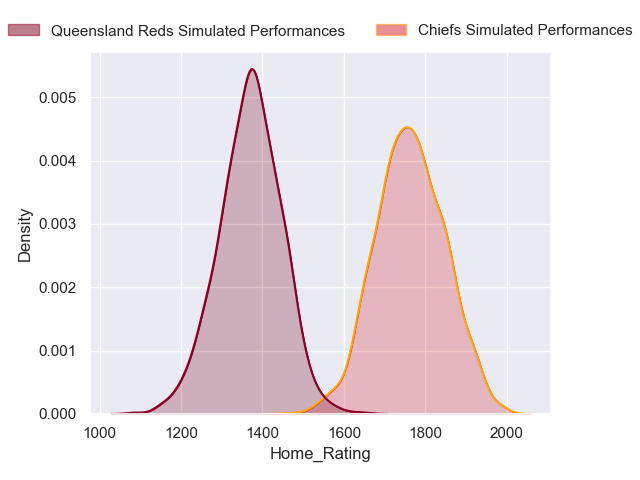 Queensland Reds Simulated Performances Chiefs Simulated Performances
0.005
0.004
0.003
0.002
0.001
0.000
Density
1000 1200 1400 1600 1800 2000
Home_Rating